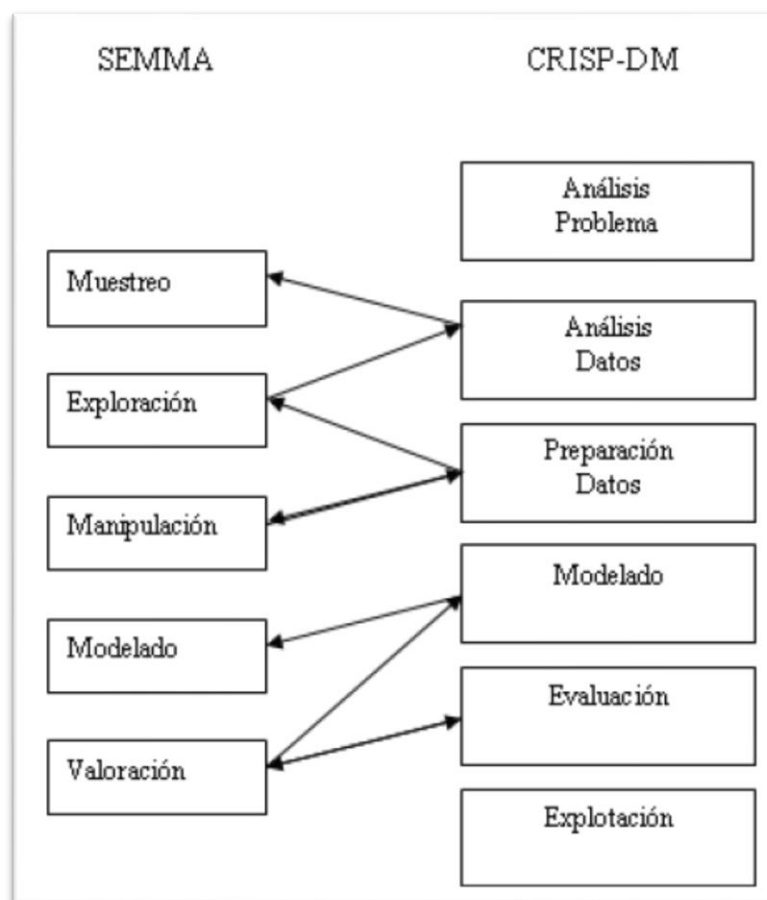 SEMMA
CRISP-DM
Análisis
Problema
Muestreo
Análisis
Datos
Exploración
Preparación
Datos
Manipulación
Modelado
Modelado
Evaluación
Valoración
Explotación